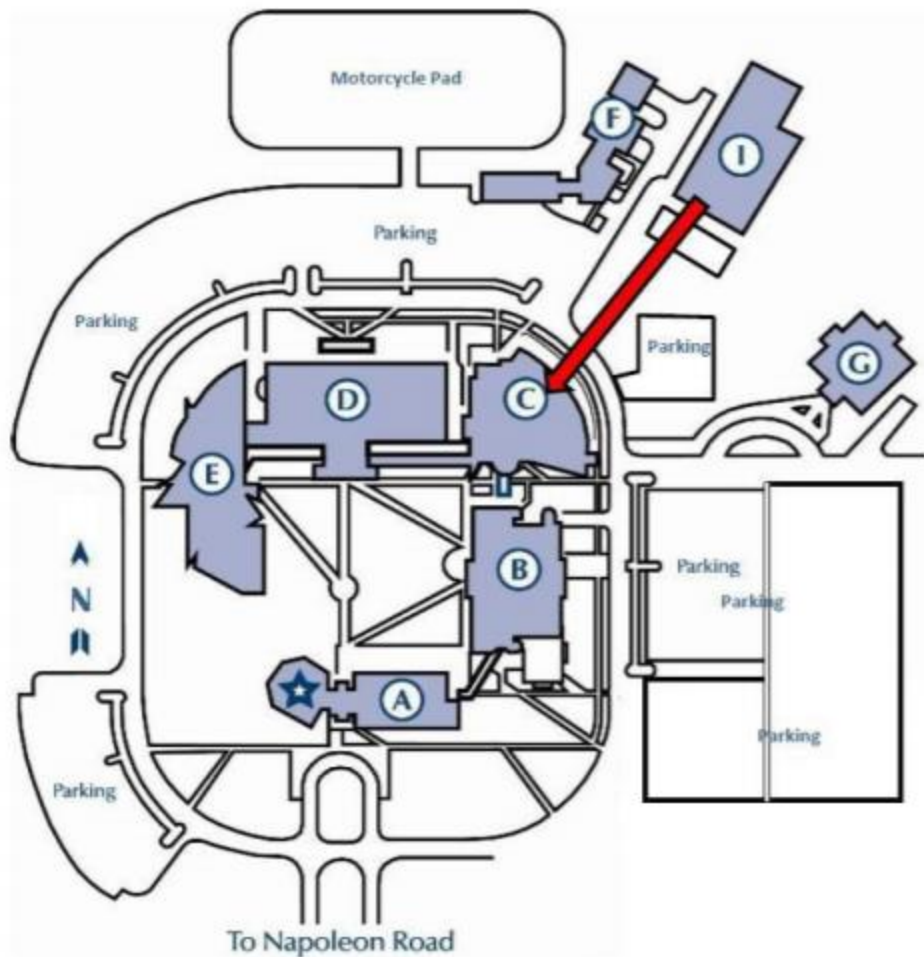 Motorcycle Pad
F
I
Parking
Parking
Parking
G
D
C
E
B
N
Parking
Parking
A
Parking
Parking
To Napoleon Road